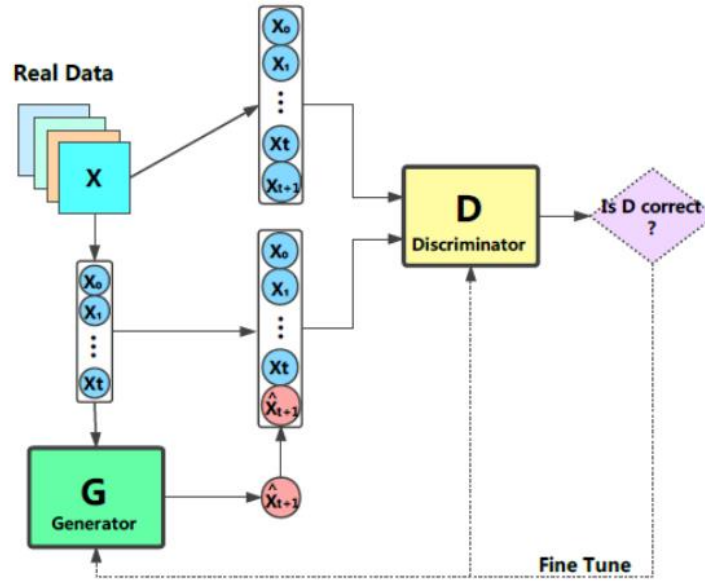 Real Data
X
X₀
X₁
⋮
Xt
Xt+1
X₀
X₁
⋮
Xt
X₀
X₁
⋮
Xt
X̂t+1
G
Generator
X̂t+1
D
Discriminator
Is D correct
?
Fine Tune